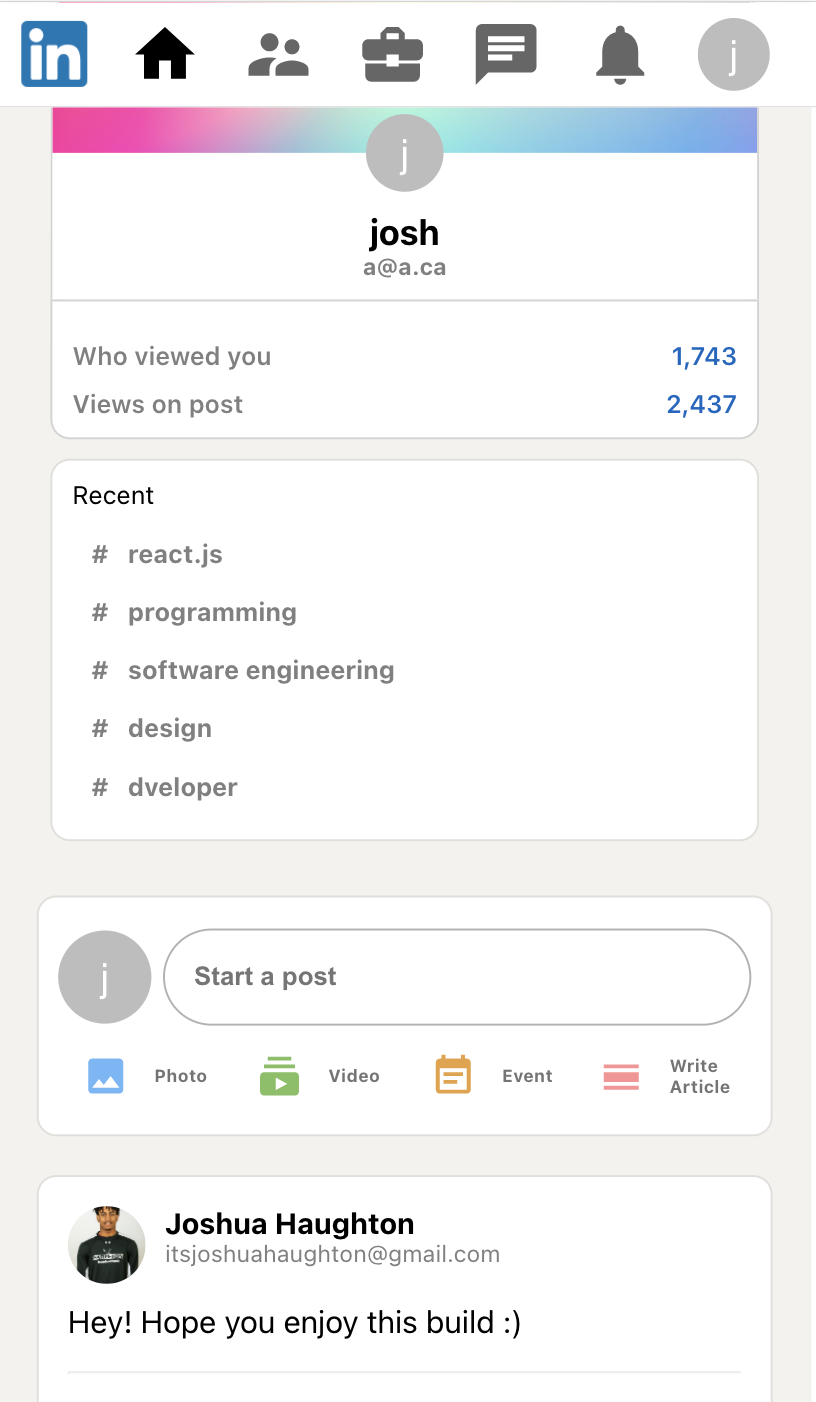 in
j
j
josh
a@a.ca
Who viewed you 1,743
Views on post 2,437
Recent
# react.js
# programming
# software engineering
# design
# dveloper
j
Start a post
Photo
Video
Event
Write
Article
Joshua Haughton
itsjoshuahaughton@gmail.com
Hey! Hope you enjoy this build :)